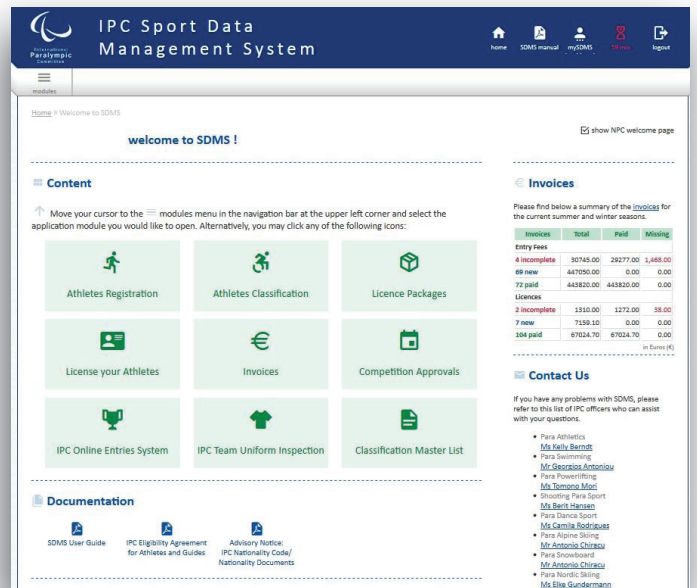 International
Paralympic
Committee
IPC Sport Data
Management System
home
SDMS manual
mySDMS
logout
modules
Home » Welcome to SDMS
welcome to SDMS !
show NPC welcome page
Content
Move your cursor to the modules menu in the navigation bar at the upper left corner and select the
application module you would like to open. Alternatively, you may click any of the following icons:
Athletes Registration
Athletes Classification
Licence Packages
License your Athletes
Invoices
Competition Approvals
IPC Online Entries System
IPC Team Uniform Inspection
Classification Master List
Documentation
SDMS User Guide
IPC Eligibility Agreement
for Athletes and Guides
Advisory Notice:
IPC Nationality Code/
Nationality Documents
Invoices
Please find below a summary of the invoices for
the current summer and winter seasons.
Invoices Total Paid Missing
Entry Fees
4 incomplete 30745.00 29277.00 1,468.00
69 new 447050.00 0.00 0.00
72 paid 443820.00 443820.00 0.00
Licences
2 incomplete 1310.00 1272.00 38.00
7 new 7159.10 0.00 0.00
104 paid 67024.70 67024.70 0.00
in Euros (€)
Contact Us
If you have any problems with SDMS, please
refer to this list of IPC officers who can assist
with your questions.
• Para Athletics
Ms Kelly Berndt
• Para Swimming
Mr Georgios Antoniou
• Para Powerlifting
Ms Tomono Mori
• Shooting Para Sport
Ms Berit Hansen
• Para Dance Sport
Ms Camila Rodrigues
• Para Alpine Skiing
Mr Antonio Chiracu
• Para Snowboard
Mr Antonio Chiracu
• Para Nordic Skiing
Ms Elke Gundermann